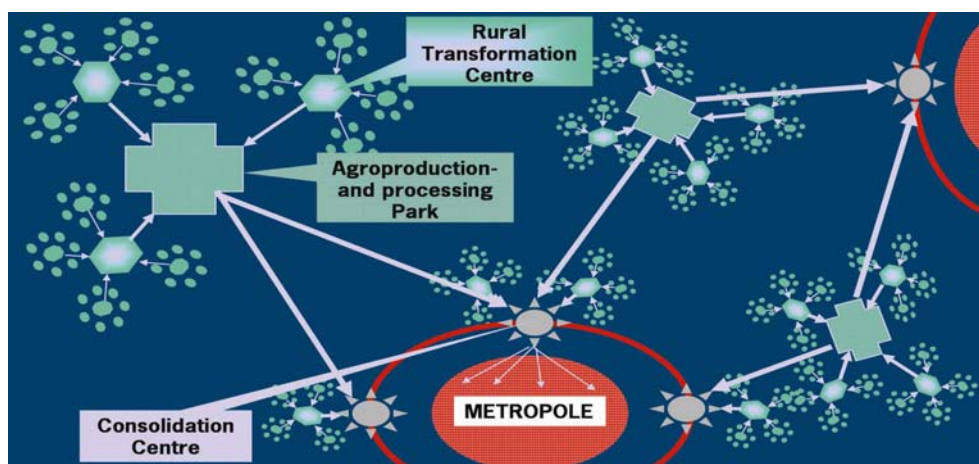 Rural
Transformation
Centre
Agroproduction-
and processing
Park
METROPOLE
Consolidation
Centre